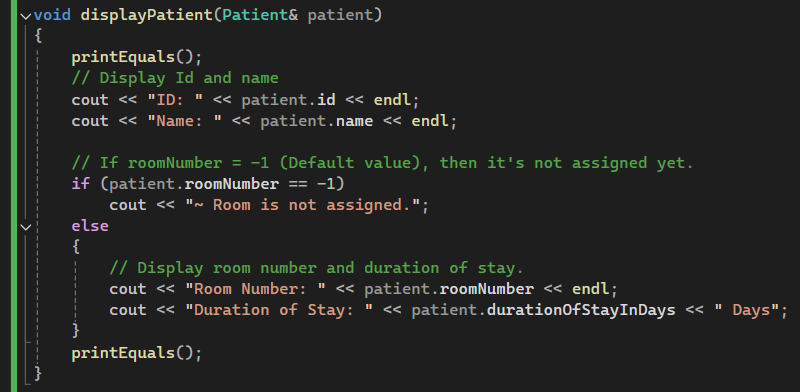 void displayPatient(Patient& patient)
{
printEquals();
// Display Id and name
cout << "ID: " << patient.id << endl;
cout << "Name: " << patient.name << endl;
// If roomNumber = -1 (Default value), then it's not assigned yet.
if (patient.roomNumber == -1)
cout << "~ Room is not assigned.";
else
{
// Display room number and duration of stay.
cout << "Room Number: " << patient.roomNumber << endl;
cout << "Duration of Stay: " << patient.durationOfStayInDays << " Days";
}
printEquals();
}